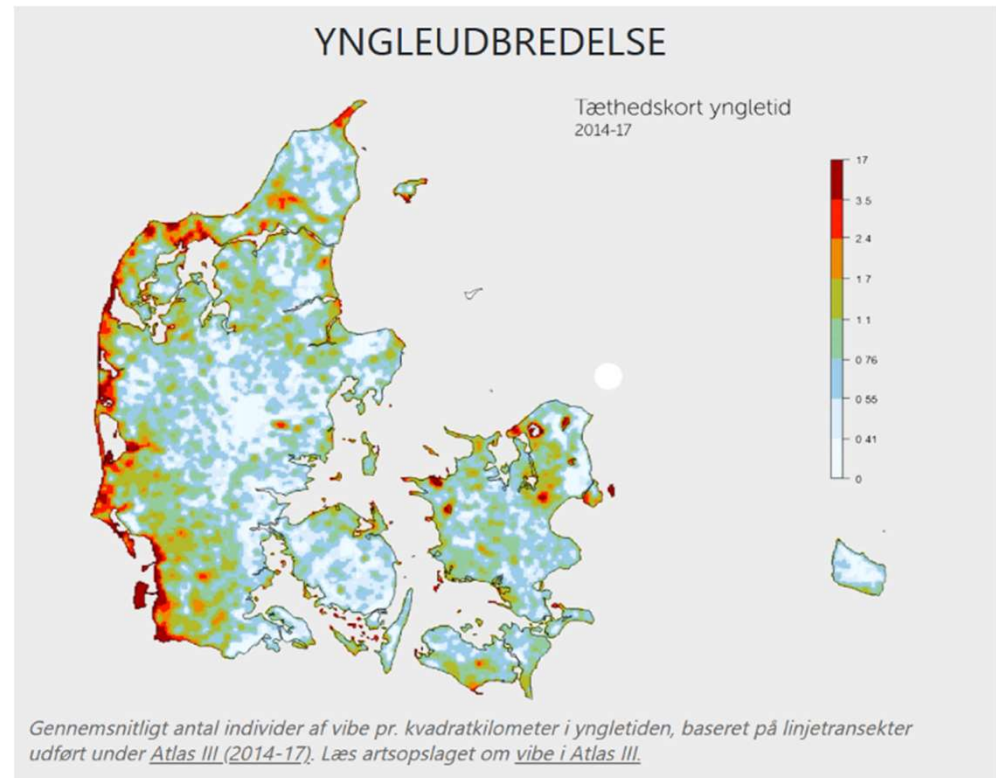 YNGLEUDBREDELSE
Tæthedskort yngletid
2014-17
17
3.5
2.4
1.7
1.1
0 76
0 55
0 41
0
Gennemsnitligt antal individer af vibe pr. kvadratkilometer i yngletiden, baseret på linjetransekter
udført under Atlas III (2014-17). Læs artsopslaget om vibe i Atlas III.